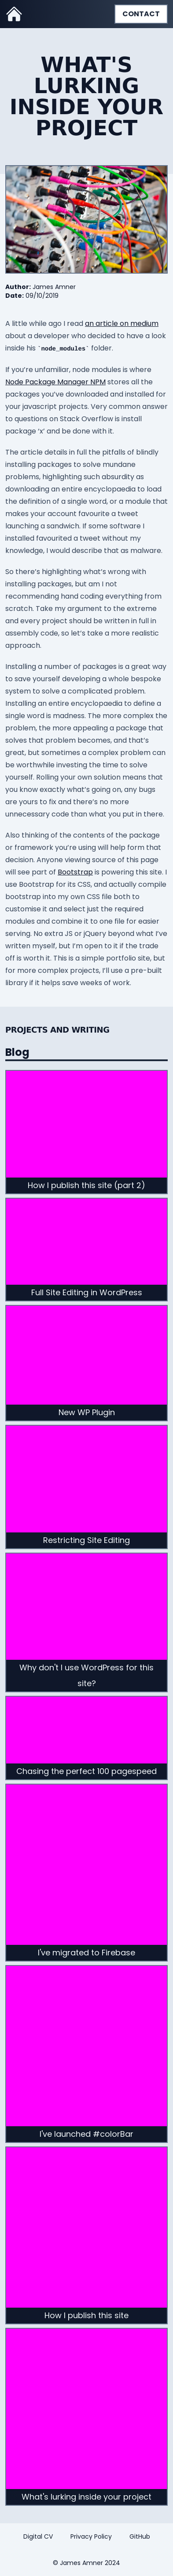 CONTACT
WHAT'S
LURKING
INSIDE YOUR
PROJECT
Author: James Amner
Date: 09/10/2019
A little while ago I read an article on medium
about a developer who decided to have a look
inside his `node_modules` folder.
If you're unfamiliar, node modules is where
Node Package Manager NPM stores all the
packages you've downloaded and installed for
your javascript projects. Very common answer
to questions on Stack Overflow is install
package 'x' and be done with it.
The article details in full the pitfalls of blindly
installing packages to solve mundane
problems, highlighting such absurdity as
downloading an entire encyclopaedia to load
the definition of a single word, or a module that
makes your account favourite a tweet
launching a sandwich. If some software I
installed favourited a tweet without my
knowledge, I would describe that as malware.
So there's highlighting what's wrong with
installing packages, but am I not
recommending hand coding everything from
scratch. Take my argument to the extreme
and every project should be written in full in
assembly code, so let's take a more realistic
approach.
Installing a number of packages is a great way
to save yourself developing a whole bespoke
system to solve a complicated problem.
Installing an entire encyclopaedia to define a
single word is madness. The more complex the
problem, the more appealing a package that
solves that problem becomes, and that's
great, but sometimes a complex problem can
be worthwhile investing the time to solve
yourself. Rolling your own solution means that
you know exactly what's going on, any bugs
are yours to fix and there's no more
unnecessary code than what you put in there.
Also thinking of the contents of the package
or framework you're using will help form that
decision. Anyone viewing source of this page
will see part of Bootstrap is powering this site. I
use Bootstrap for its CSS, and actually compile
bootstrap into my own CSS file both to
customise it and select just the required
modules and combine it to one file for easier
serving. No extra JS or jQuery beyond what I've
written myself, but I'm open to it if the trade
off is worth it. This is a simple portfolio site, but
for more complex projects, I'll use a pre-built
library if it helps save weeks of work.
PROJECTS AND WRITING
Blog
How I publish this site (part 2)
Full Site Editing in WordPress
New WP Plugin
Restricting Site Editing
Why don't I use WordPress for this
site?
Chasing the perfect 100 pagespeed
I've migrated to Firebase
I've launched #colorBar
How I publish this site
What's lurking inside your project
Digital CV Privacy Policy GitHub
© James Amner 2024